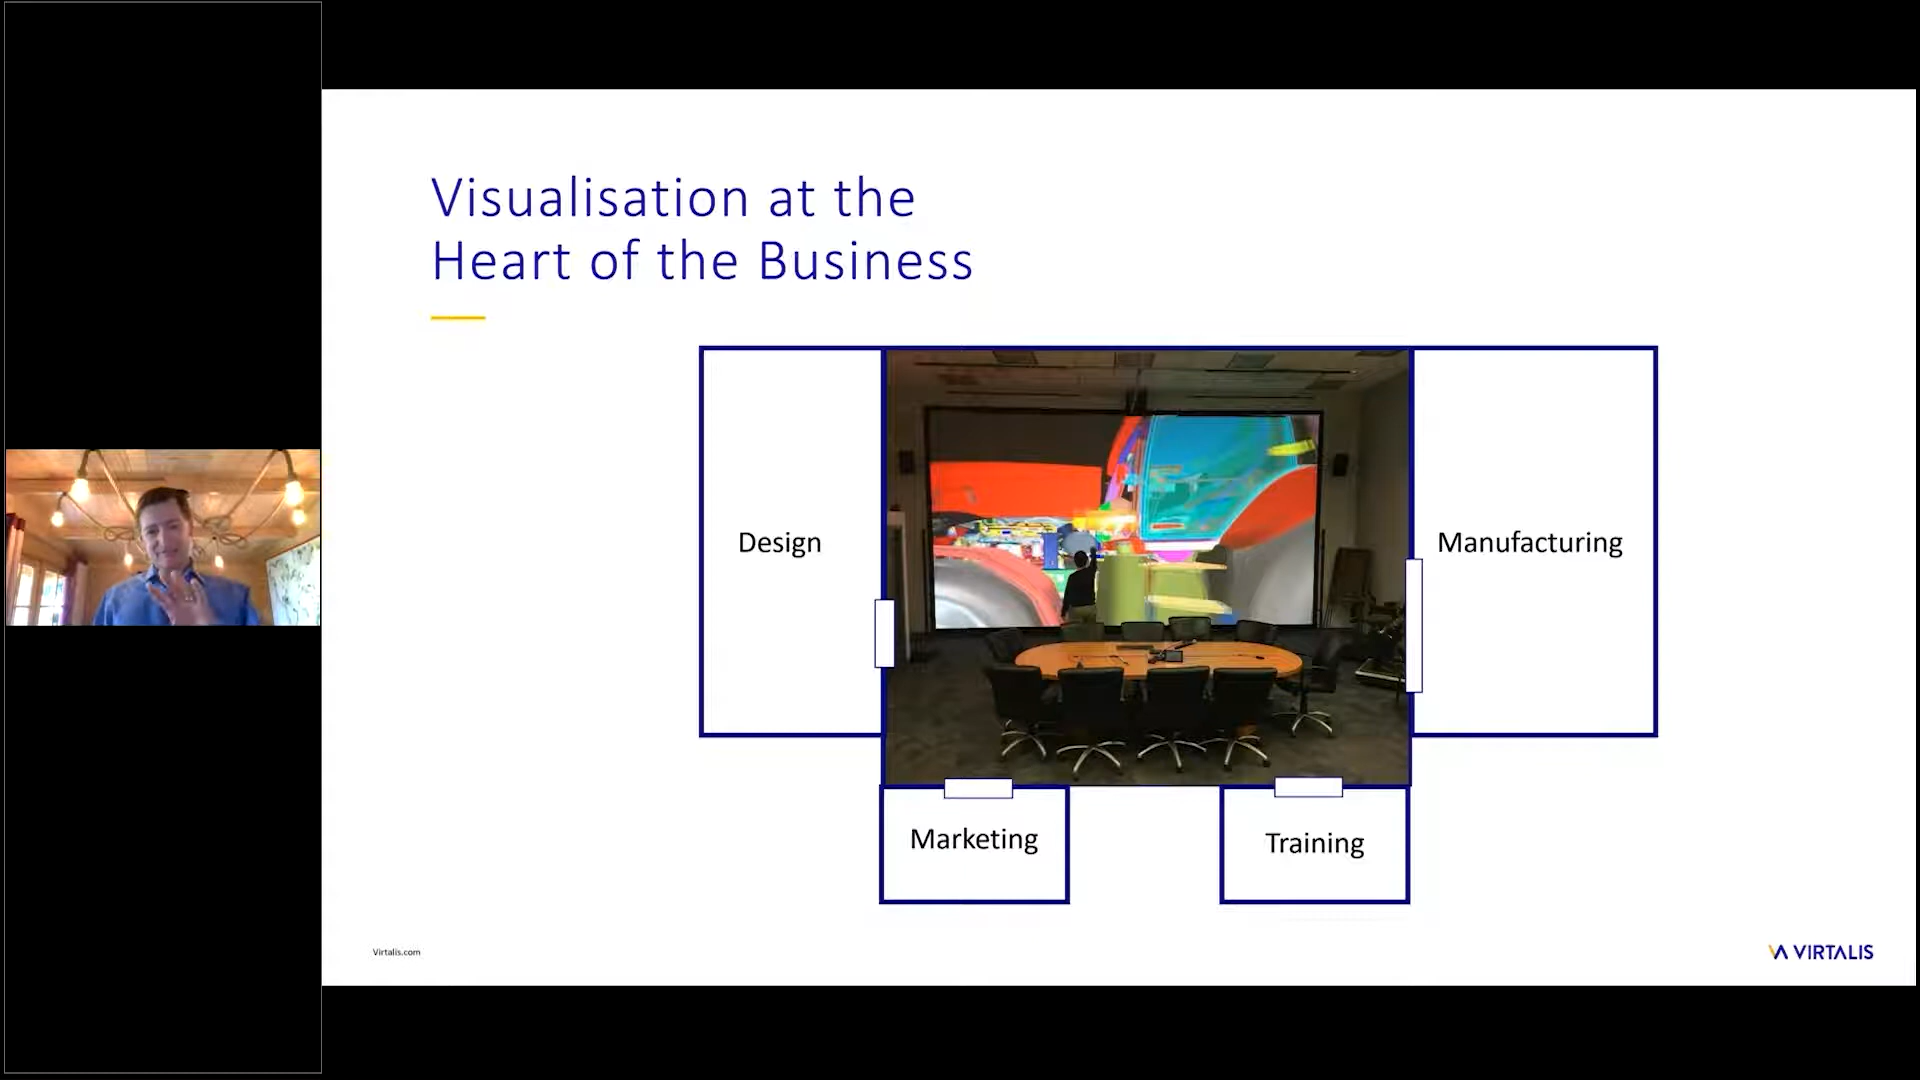 Visualisation at the
Heart of the Business
Design
Manufacturing
Marketing
Training
Virtalis.com
VIRTALIS